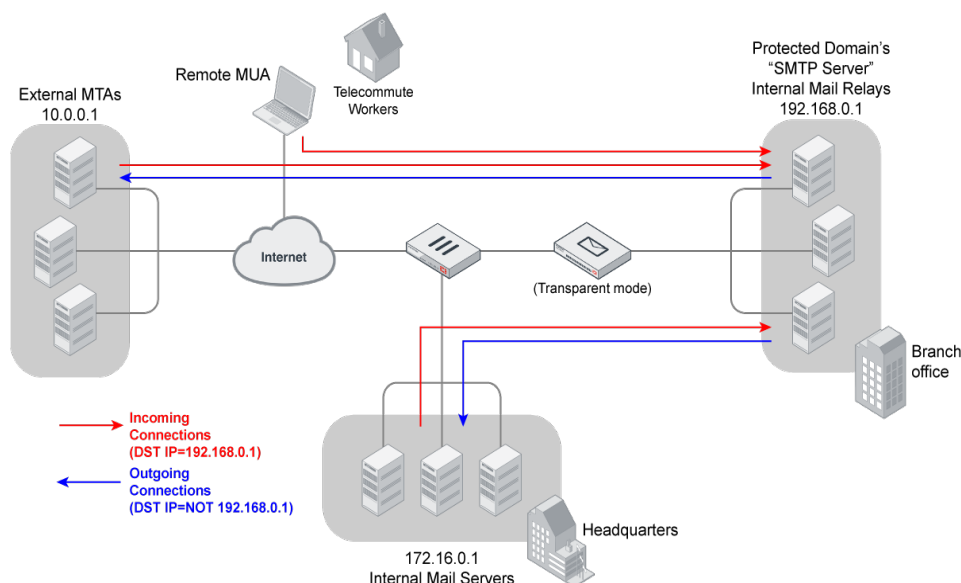 Protected Domain's
"SMTP Server"
Internal Mail Relays
192.168.0.1
Remote MUA
Telecommute
Workers
External MTAs
10.0.0.1
Internet
(Transparent mode)
Branch
office
Incoming
Connections
(DST IP=192.168.0.1)
Outgoing
Connections
(DST IP=NOT 192.168.0.1)
Headquarters
172.16.0.1
Internal Mail Servers